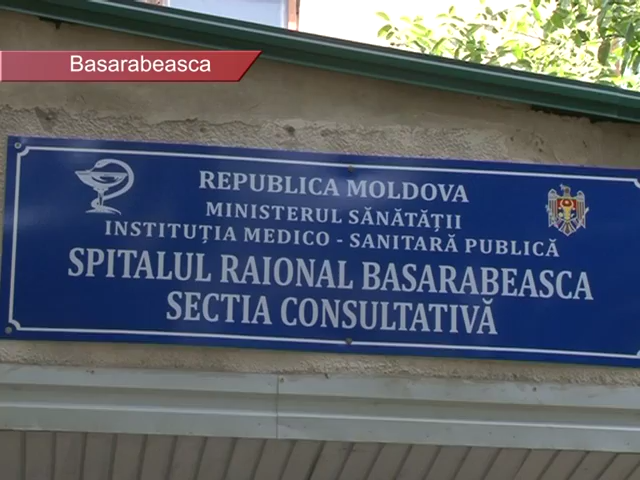 Basarabeasca
REPUBLICA MOLDOVA
MINISTERUL SĂNĂTĂȚII
INSTITUȚIA MEDICO - SANITARĂ PUBLICĂ
SPITALUL RAIONAL BASARABEASCA
SECTIA CONSULTATIVĂ